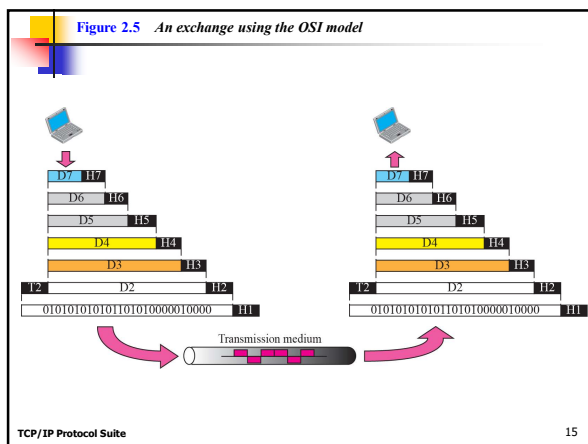 Figure 2.5 An exchange using the OSI model
D7 H7
D6 H6
D5 H5
D4 H4
D3 H3
T2 D2 H2
010101010101101010000010000 H1
D7 H7
D6 H6
D5 H5
D4 H4
D3 H3
T2 D2 H2
010101010101101010000010000 H1
Transmission medium
TCP/IP Protocol Suite 15